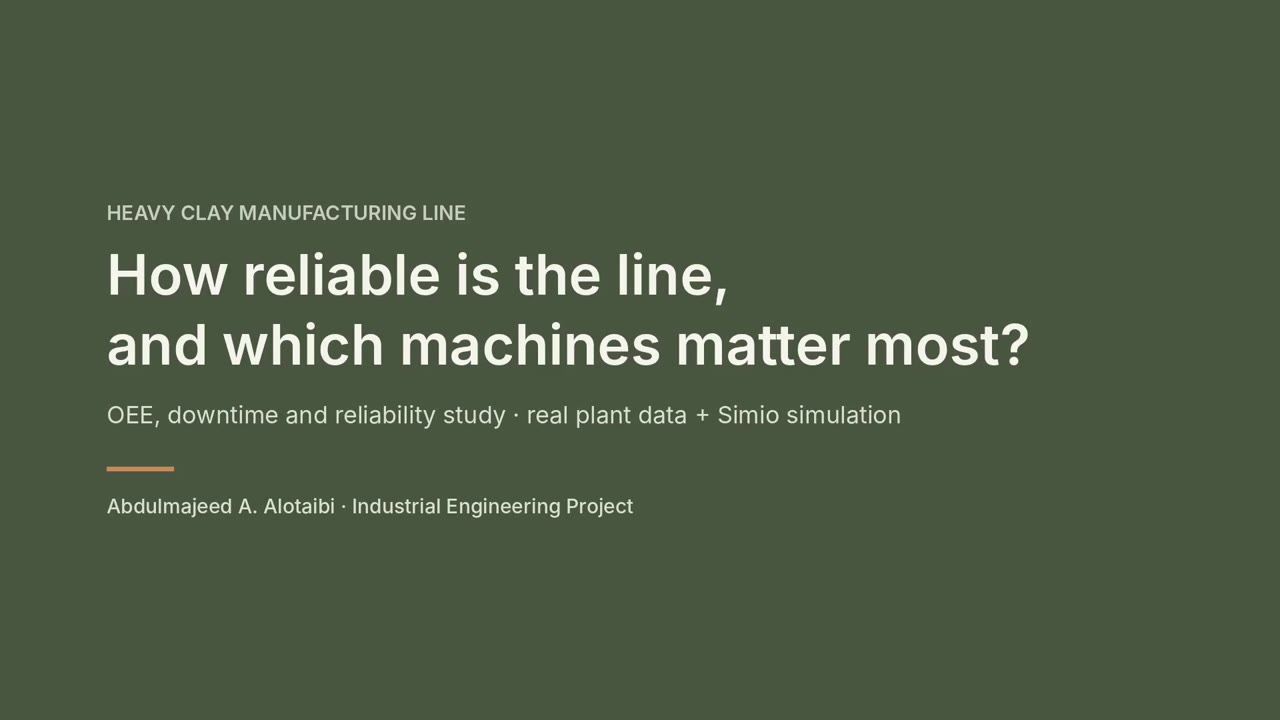 HEAVY CLAY MANUFACTURING LINE
How reliable is the line,
and which machines matter most?
OEE, downtime and reliability study · real plant data + Simio simulation
Abdulmajeed A. Alotaibi · Industrial Engineering Project